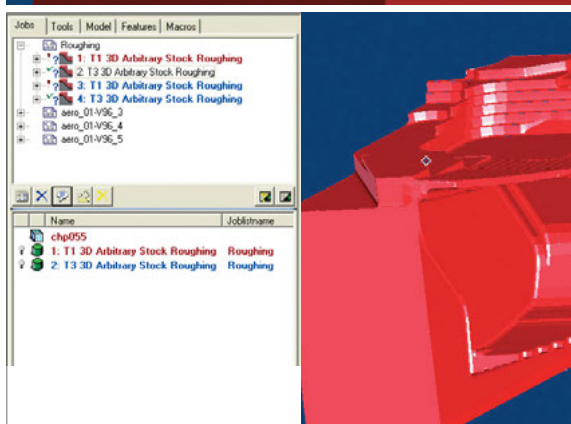 Jobs Tools Model Features Macros
Roughing
1: T1 3D Arbitrary Stock Roughing
2: T3 3D Arbitrary Stock Roughing
3: T1 3D Arbitrary Stock Roughing
4: T3 3D Arbitrary Stock Roughing
aero_01-V96_3
aero_01-V96_4
aero_01-V96_5
Name Joblistname
chp055
1: T1 3D Arbitrary Stock Roughing Roughing
2: T3 3D Arbitrary Stock Roughing Roughing